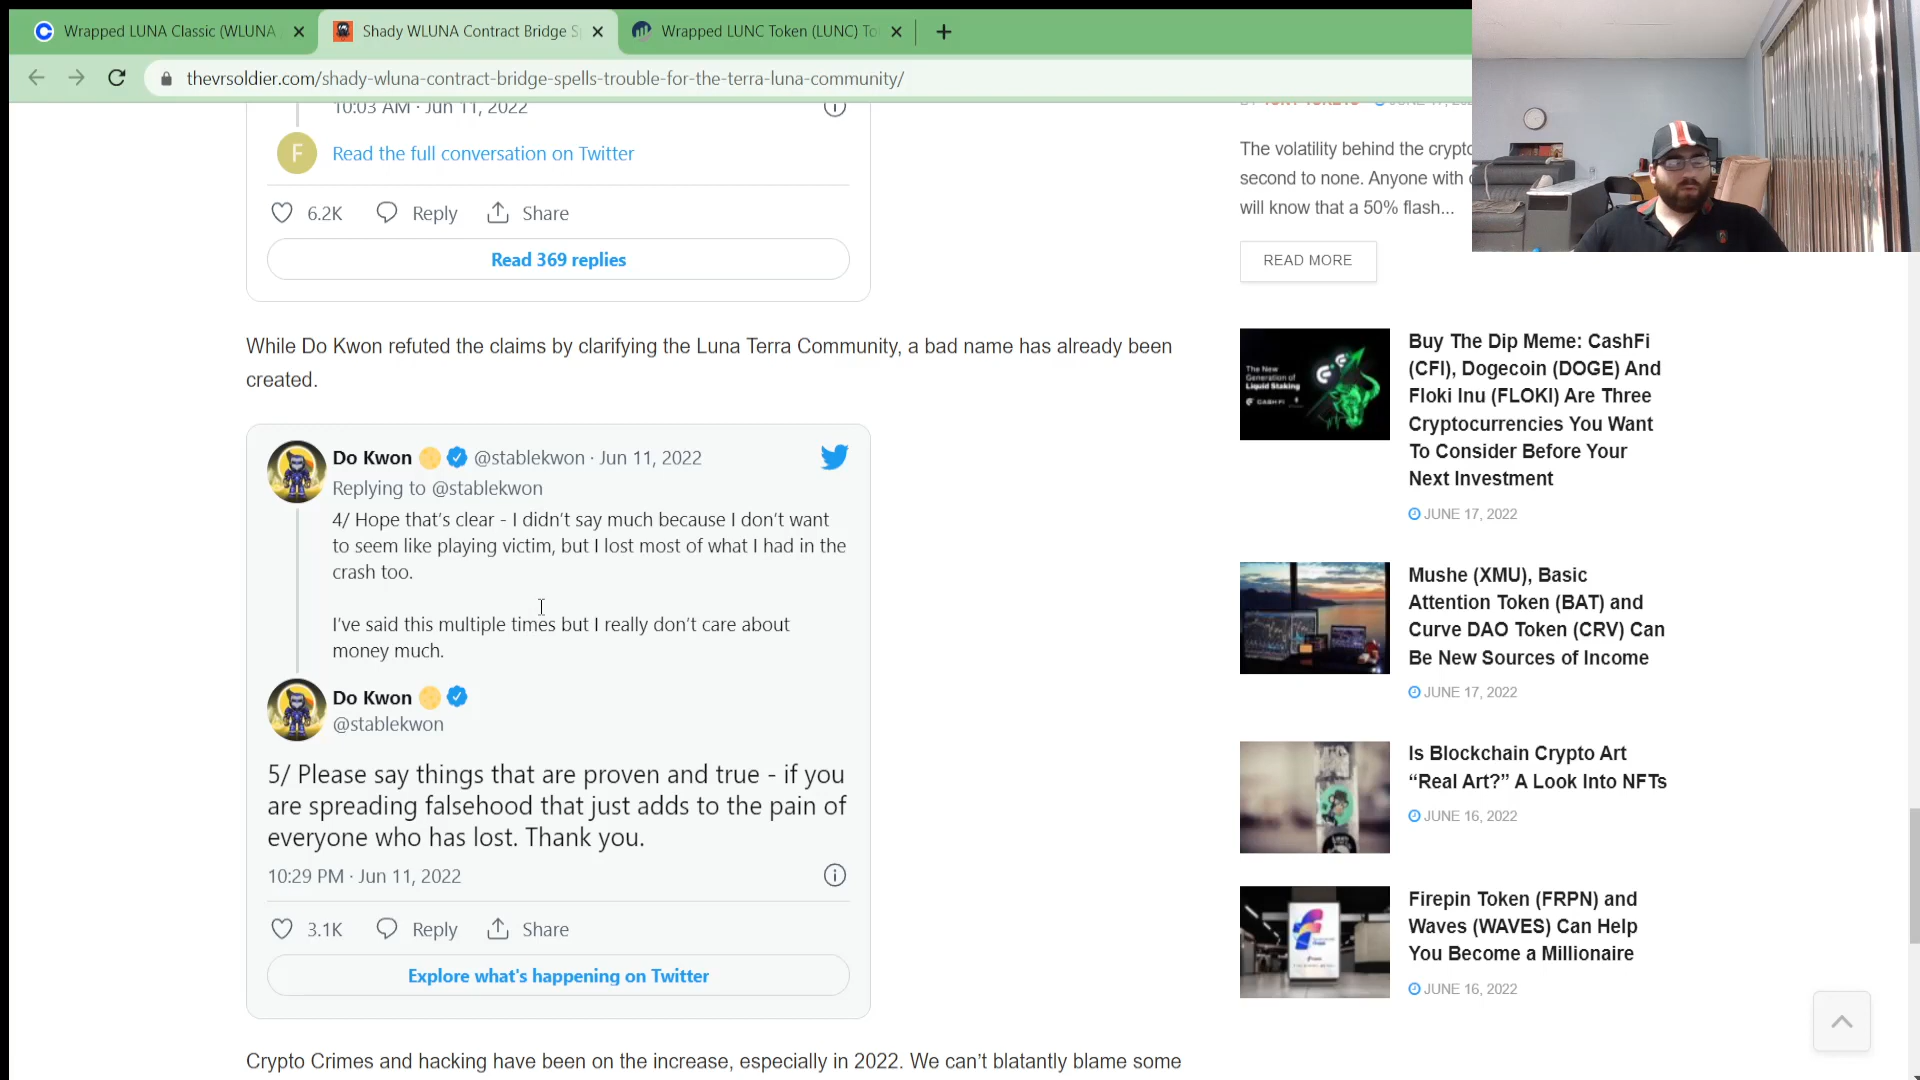 Wrapped LUNA Classic (WLUNA
Shady WLUNA Contract Bridge S
Wrapped LUNC Token (LUNC) To
thevrsoldier.com/shady-wluna-contract-bridge-spells-trouble-for-the-terra-luna-community/
10:03 AM · Jun 11, 2022
F
Read the full conversation on Twitter
6.2K Reply Share
Read 369 replies
While Do Kwon refuted the claims by clarifying the Luna Terra Community, a bad name has already been
created.
Do Kwon @stablekwon · Jun 11, 2022
Replying to @stablekwon
4/ Hope that's clear - I didn't say much because I don't want
to seem like playing victim, but I lost most of what I had in the
crash too.
I've said this multiple times but I really don't care about
money much.
Do Kwon
@stablekwon
5/ Please say things that are proven and true - if you
are spreading falsehood that just adds to the pain of
everyone who has lost. Thank you.
10:29 PM · Jun 11, 2022
3.1K Reply Share
Explore what's happening on Twitter
Crypto Crimes and hacking have been on the increase, especially in 2022. We can't blatantly blame some
The volatility behind the crypto
second to none. Anyone with
will know that a 50% flash...
READ MORE
The New
Generation of
Liquid Staking
CASHFI
Buy The Dip Meme: CashFi
(CFI), Dogecoin (DOGE) And
Floki Inu (FLOKI) Are Three
Cryptocurrencies You Want
To Consider Before Your
Next Investment
JUNE 17, 2022
Mushe (XMU), Basic
Attention Token (BAT) and
Curve DAO Token (CRV) Can
Be New Sources of Income
JUNE 17, 2022
Is Blockchain Crypto Art
“Real Art?” A Look Into NFTs
JUNE 16, 2022
Firepin Token (FRPN) and
Waves (WAVES) Can Help
You Become a Millionaire
JUNE 16, 2022